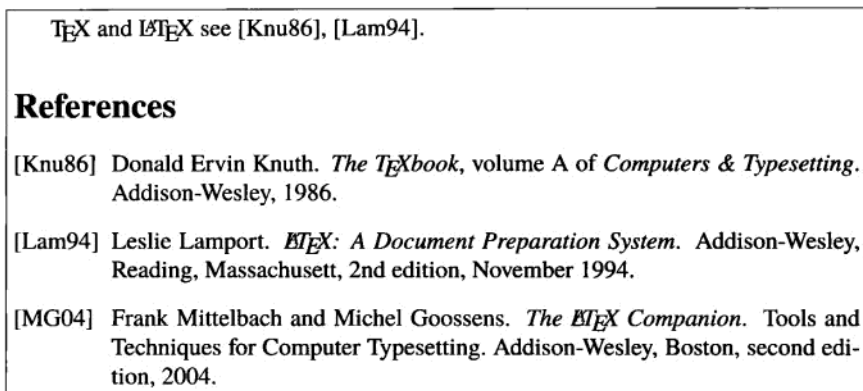 TEX and LATEX see [Knu86], [Lam94].
References
[Knu86] Donald Ervin Knuth. The TEXbook, volume A of Computers & Typesetting.
Addison-Wesley, 1986.
[Lam94] Leslie Lamport. LATEX: A Document Preparation System. Addison-Wesley,
Reading, Massachusett, 2nd edition, November 1994.
[MG04] Frank Mittelbach and Michel Goossens. The LATEX Companion. Tools and
Techniques for Computer Typesetting. Addison-Wesley, Boston, second edi-
tion, 2004.